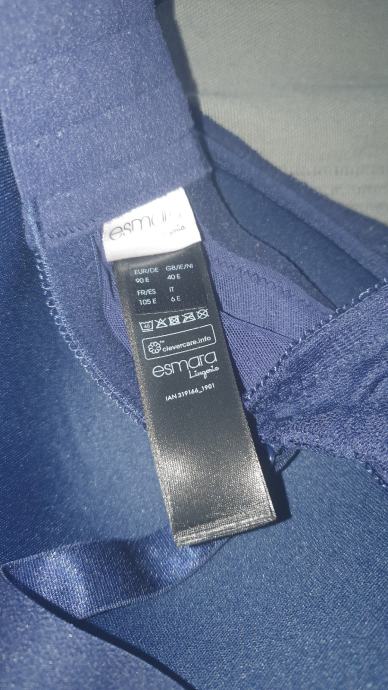 esmara
EUR/DE GB/IE/NI
90 E 40 E
FR/ES IT
105 E 6 E
clevercare.info
esmara
Lingerie
IAN 319166_1901